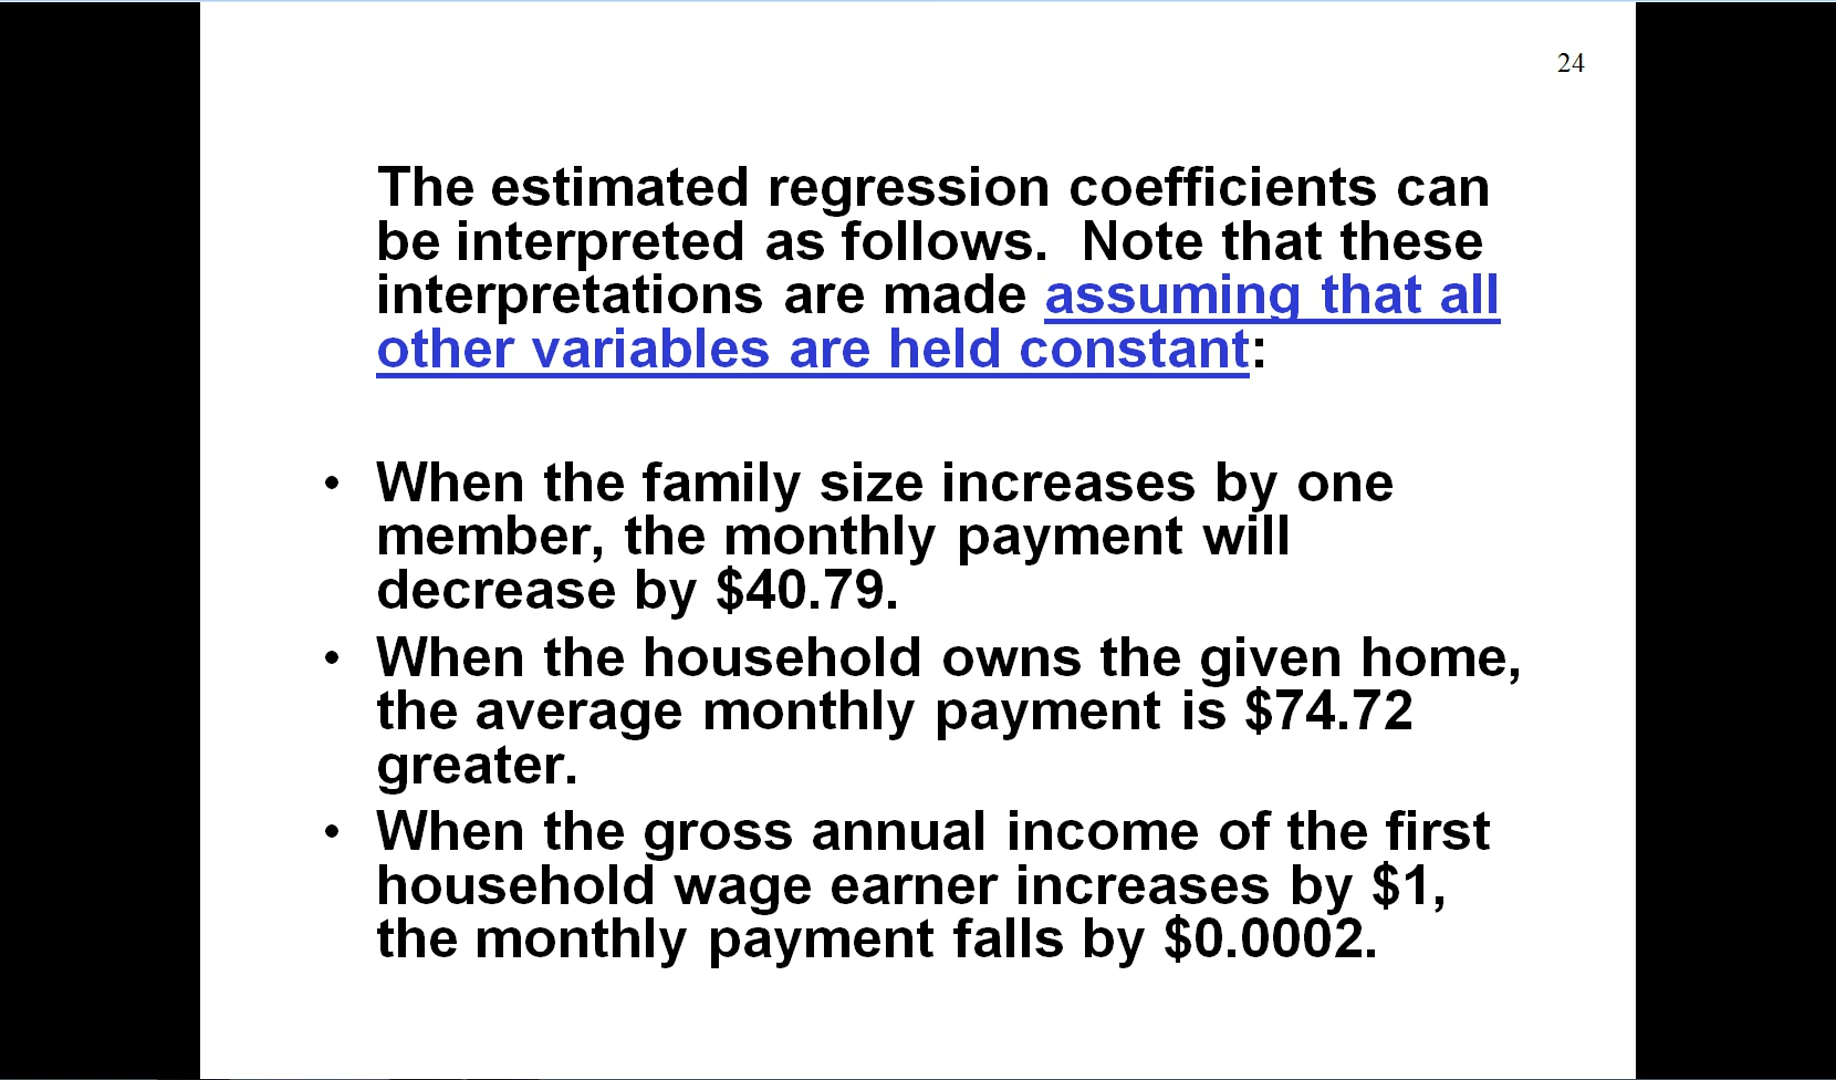 24
The estimated regression coefficients can
be interpreted as follows.  Note that these
interpretations are made assuming that all
other variables are held constant:
• When the family size increases by one
member, the monthly payment will
decrease by $40.79.
• When the household owns the given home,
the average monthly payment is $74.72
greater.
• When the gross annual income of the first
household wage earner increases by $1,
the monthly payment falls by $0.0002.